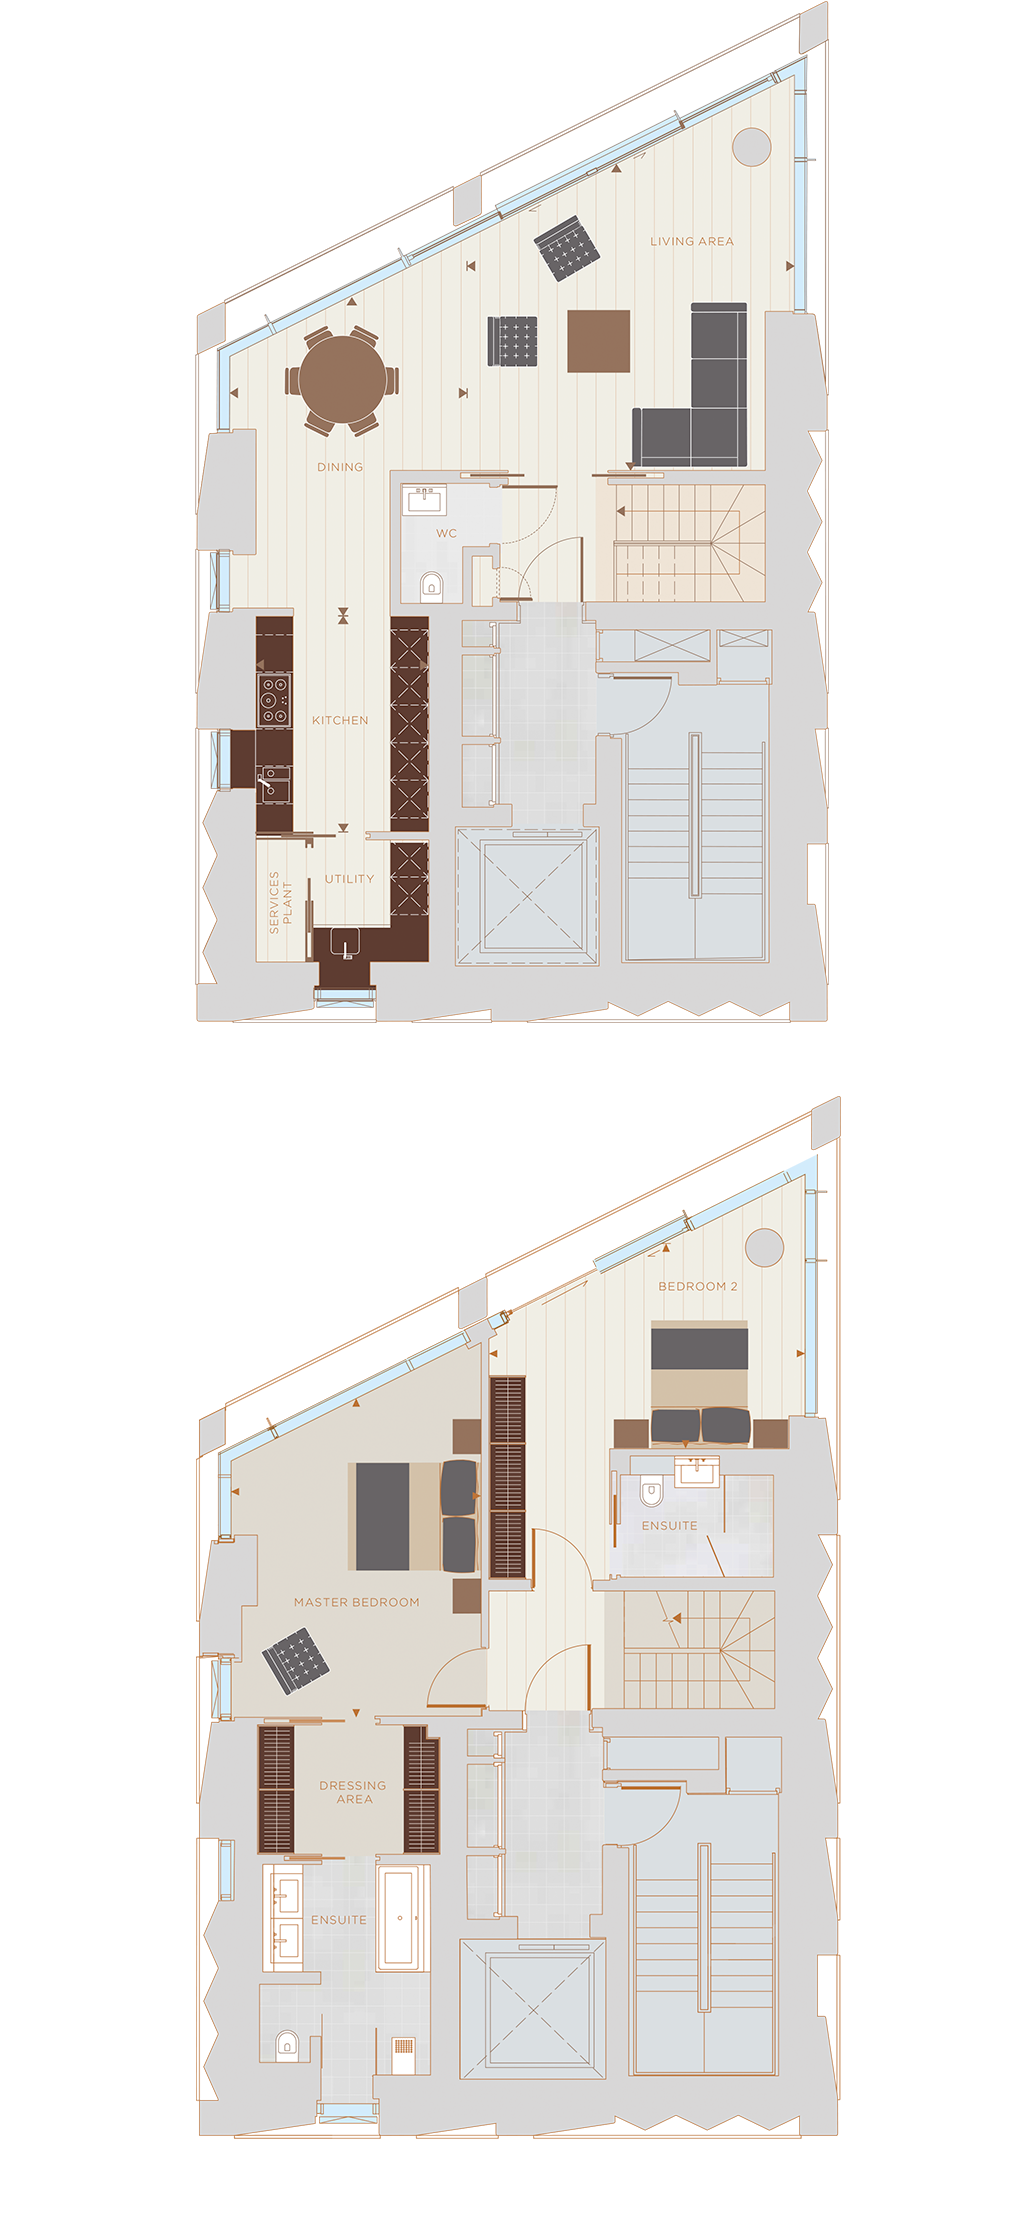 LIVING AREA
DINING
WC
KITCHEN
UTILITY
SERVICES
PLANT
BEDROOM 2
ENSUITE
MASTER BEDROOM
DRESSING
AREA
ENSUITE